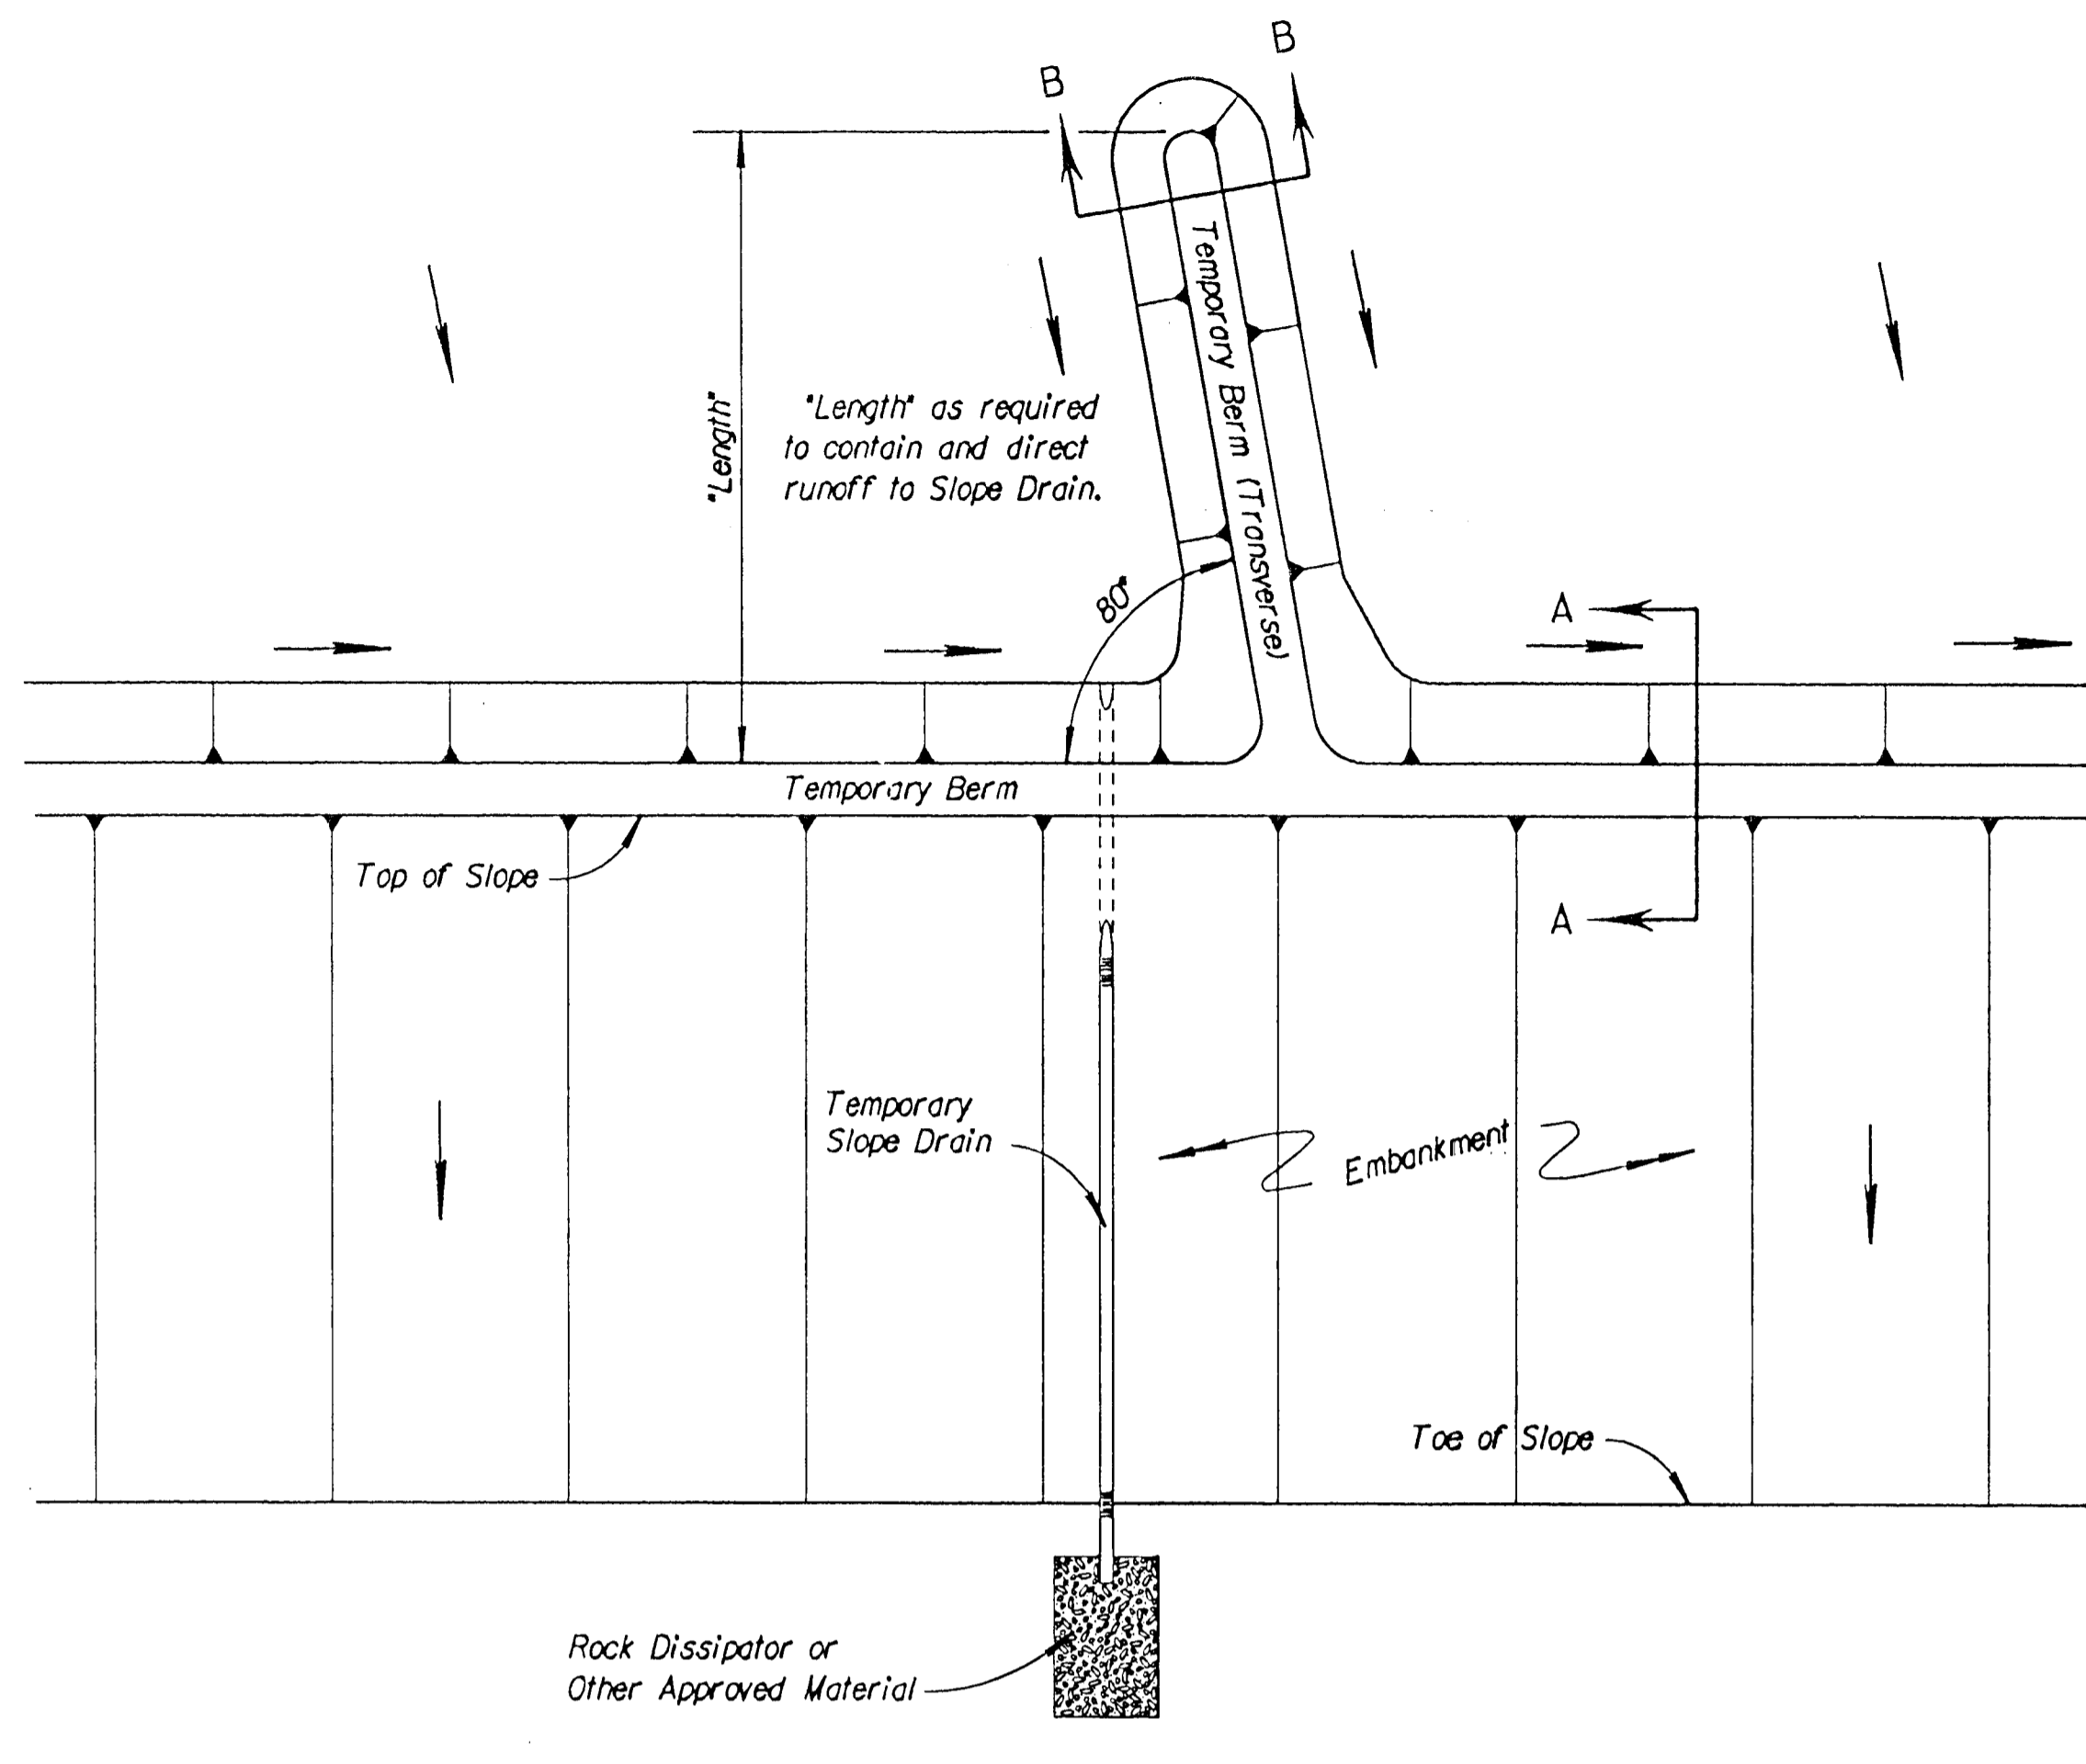 B
B
"Length"
"Length" as required
to contain and direct
runoff to Slope Drain.
Temporary Berm (Transverse)
80°
A
Temporary Berm
Top of Slope
A
Temporary
Slope Drain
Embankment
Toe of Slope
Rock Dissipator or
Other Approved Material